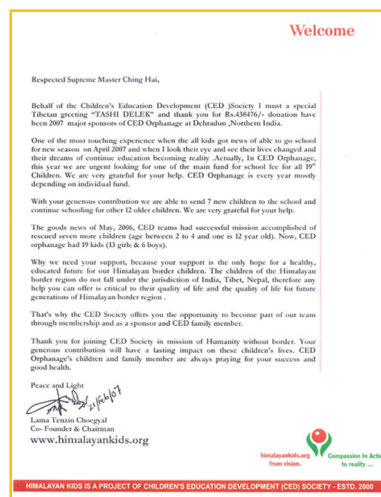 Welcome
Respected Supreme Master Ching Hai,
Behalf of the Children's Education Development (CED )Society I must a special
Tibetan greeting "TASHI DELEK" and thank you for Rs.438476/- donation have
been 2007 major sponsors of CED Orphanage at Dehradun ,Northern India.
One of the most touching experience when the all kids got news of able to go school
for new season on April 2007 and when I look their eye and see their lives changed and
their dreams of continue education becoming reality .Actually, In CED Orphanage,
this year we are urgent looking for one of the main fund for school fee for all 19th
Children. We are very grateful for your help. CED Orphanage is every year mostly
depending on individual fund.
With your generous contribution we are able to send 7 new children to the school and
continue schooling for other 12 older children. We are very grateful for your help.
The goods news of May, 2006, CED teams had successful mission accomplished of
rescued seven more children (age between 2 to 4 and one is 12 year old). Now, CED
orphanage had 19 kids (13 girls & 6 boys).
Why we need your support, because your support is the only hope for a healthy,
educated future for our Himalayan border children. The children of the Himalayan
border region do not fall under the jurisdiction of India, Tibet, Nepal, therefore any
help you can offer is critical to their quality of life and the quality of life for future
generations of Himalayan border region .
That's why the CED Society offers you the opportunity to become part of our team
through membership and as a sponsor and CED family member.
Thank you for joining CED Society in mission of Humanity without border. Your
generous contribution will have a lasting impact on these children's lives. CED
Orphanage's children and family member are always praying for your success and
good health.
Peace and Light
21/Feb/07
Lama Tenzin Choegyal
Co- Founder & Chairman
www.himalayankids.org
himalayankids.org
from vision.
Compassion In Acti
to reality ...
HIMALAYAN KIDS IS A PROJECT OF CHILDREN'S EDUCATION DEVELOPMENT (CED) SOCIETY - ESTD. 2000